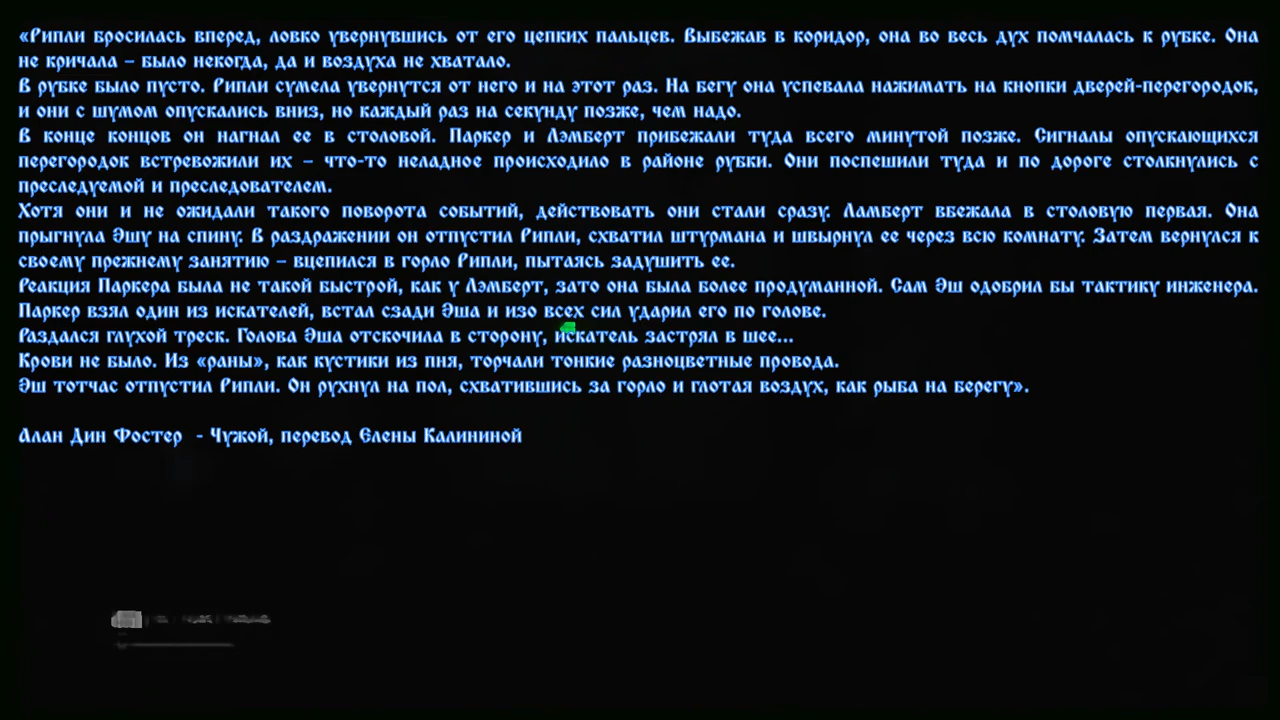 «Рипли бросилась вперед, ловко увернувшись от его цепких пальцев. Выбежав в коридор, она во весь дух помчалась к рубке. Она
не кричала – было некогда, да и воздуха не хватало.
В рубке было пусто. Рипли сумела увернутся от него и на этот раз. На бегу она успевала нажимать на кнопки дверей-перегородок,
и они с шумом опускались вниз, но каждый раз на секунду позже, чем надо.
В конце концов он нагнал ее в столовой. Паркер и Лэмберт прибежали туда всего минутой позже. Сигналы опускающихся
перегородок встревожили их – что-то неладное происходило в районе рубки. Они поспешили туда и по дороге столкнулись с
преследуемой и преследователем.
Хотя они и не ожидали такого поворота событий, действовать они стали сразу. Ламберт вбежала в столовую первая. Она
прыгнула Эшу на спину. В раздражении он отпустил Рипли, схватил штурмана и швырнул ее через всю комнату. Затем вернулся к
своему прежнему занятию – вцепился в горло Рипли, пытаясь задушить ее.
Реакция Паркера была не такой быстрой, как у Лэмберт, зато она была более продуманной. Сам Эш одобрил бы тактику инженера.
Паркер взял один из искателей, встал сзади Эша и изо всех сил ударил его по голове.
Раздался глухой треск. Голова Эша отскочила в сторону, искатель застрял в шее...
Крови не было. Из «раны», как кустики из пня, торчали тонкие разноцветные провода.
Эш тотчас отпустил Рипли. Он рухнул на пол, схватившись за горло и глотая воздух, как рыба на берегу».
Алан Дин Фостер - Чужой, перевод Елены Калининой